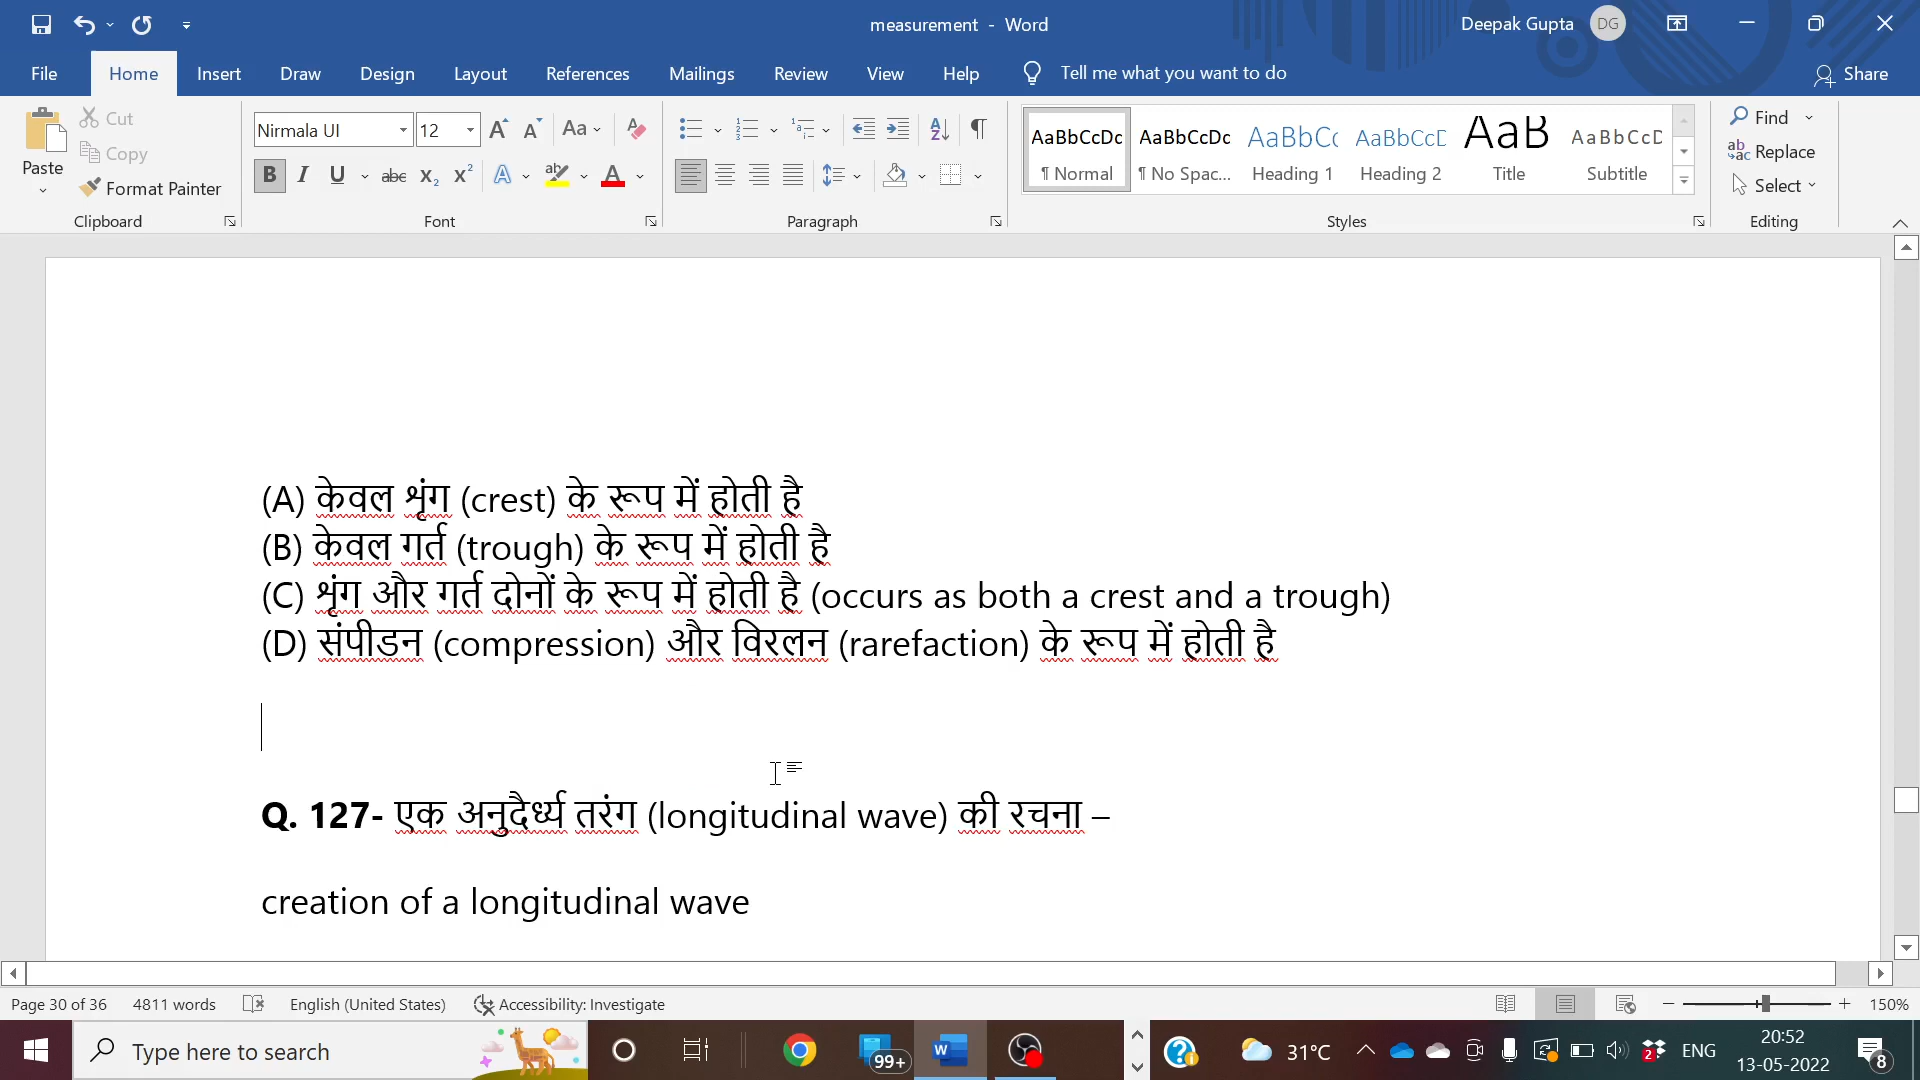 measurement - Word
Deepak Gupta DG
File Home Insert Draw Design Layout References Mailings Review View Help Tell me what you want to do Share
Paste Cut Copy Format Painter
Nirmala UI 12 Aa
AaBbCcDc AaBbCcDc AaBbCc AaBbCcD AaB AaBbCcD
¶ Normal ¶ No Spac... Heading 1 Heading 2 Title Subtitle
Find Replace Select
Clipboard Font Paragraph Styles Editing
(A) केवल शृंग (crest) के रूप में होती है
(B) केवल गर्त (trough) के रूप में होती है
(C) शृंग और गर्त दोनों के रूप में होती है (occurs as both a crest and a trough)
(D) संपीडन (compression) और विरलन (rarefaction) के रूप में होती है
Q. 127- एक अनुदैर्ध्य तरंग (longitudinal wave) की रचना –
creation of a longitudinal wave
Page 30 of 36 4811 words English (United States) Accessibility: Investigate 150%
Type here to search 99+ 31°C 2 ENG 20:52
13-05-2022 8